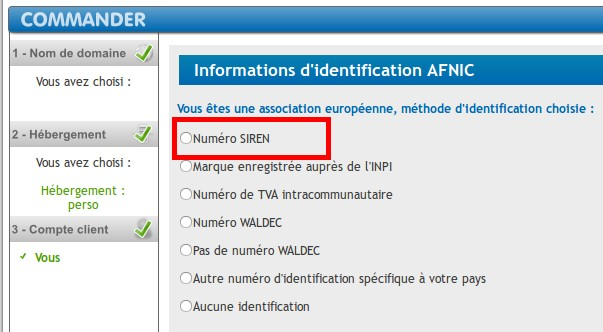 COMMANDER
1 - Nom de domaine
Vous avez choisi :
2 - Hébergement
Vous avez choisi :
Hébergement :
perso
3 - Compte client
Vous
Informations d'identification AFNIC
Vous êtes une association européenne, méthode d'identification choisie :
Numéro SIREN
Marque enregistrée auprès de l'INPI
Numéro de TVA intracommunautaire
Numéro WALDEC
Pas de numéro WALDEC
Autre numéro d'identification spécifique à votre pays
Aucune identification